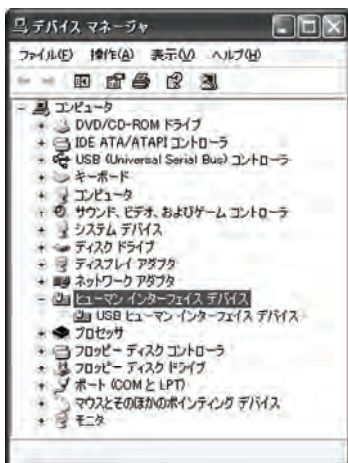 デバイス マネージャ
ファイル(F) 操作(A) 表示(V) ヘルプ(H)
コンピュータ
DVD/CD-ROM ドライブ
IDE ATA/ATAPI コントローラ
USB (Universal Serial Bus) コントローラ
キーボード
コンピュータ
サウンド、ビデオ、およびゲーム コントローラ
システム デバイス
ディスク ドライブ
ディスプレイ アダプタ
ネットワーク アダプタ
ヒューマン インターフェイス デバイス
USB ヒューマン インターフェイス デバイス
プロセッサ
フロッピー ディスク コントローラ
フロッピー ディスク ドライブ
ポート (COM と LPT)
マウスとそのほかのポインティング デバイス
モニタ